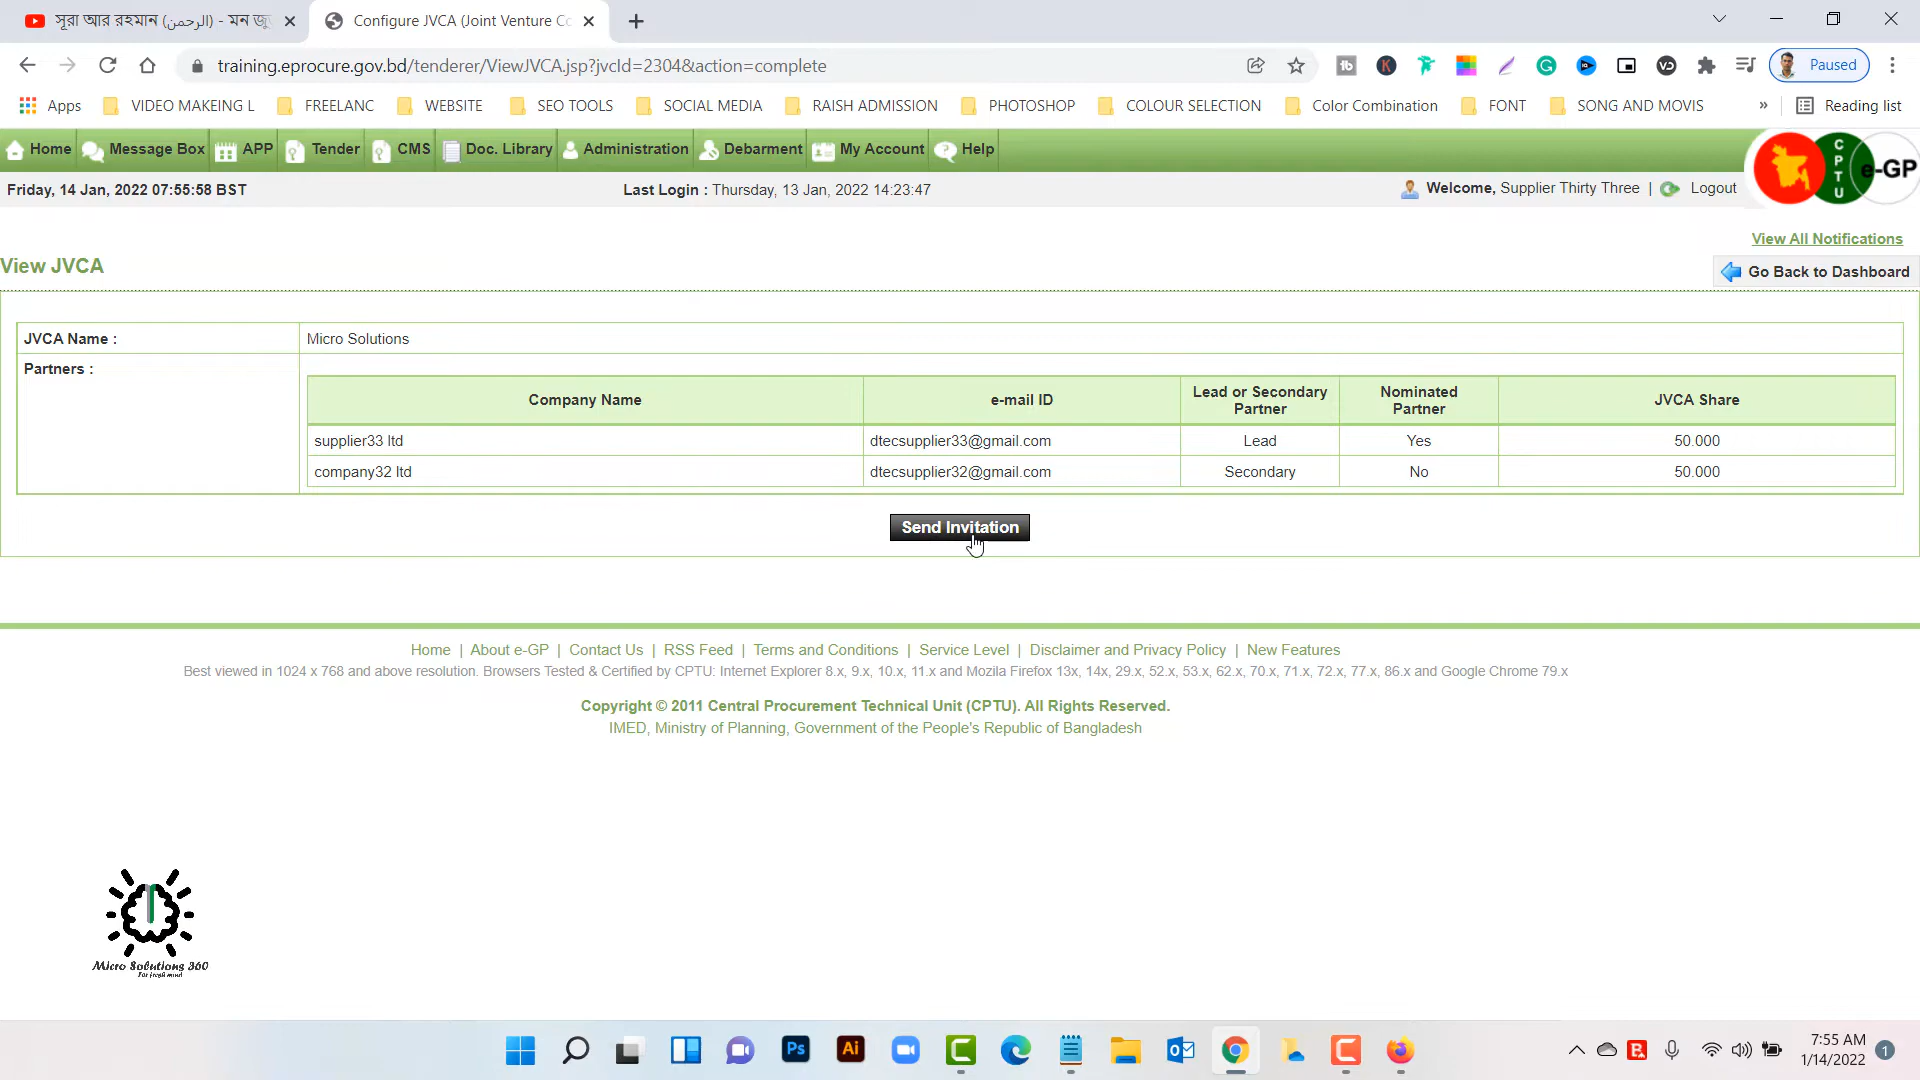 সূরা আর রহমান (الرحمن) - মন জু
Configure JVCA (Joint Venture Co
training.eprocure.gov.bd/tenderer/ViewJVCA.jsp?jvcId=2304&action=complete
Paused
Apps VIDEO MAKEING L FREELANC WEBSITE SEO TOOLS SOCIAL MEDIA RAISH ADMISSION PHOTOSHOP COLOUR SELECTION Color Combination FONT SONG AND MOVIS » Reading list
Home Message Box APP Tender CMS Doc. Library Administration Debarment My Account Help
CPTU e-GP
Friday, 14 Jan, 2022 07:55:58 BST Last Login : Thursday, 13 Jan, 2022 14:23:47 Welcome, Supplier Thirty Three | Logout
View All Notifications
View JVCA
Go Back to Dashboard
JVCA Name : Micro Solutions
Partners :
Company Name e-mail ID Lead or Secondary Partner Nominated Partner JVCA Share
supplier33 ltd dtecsupplier33@gmail.com Lead Yes 50.000
company32 ltd dtecsupplier32@gmail.com Secondary No 50.000
Send Invitation
Home | About e-GP | Contact Us | RSS Feed | Terms and Conditions | Service Level | Disclaimer and Privacy Policy | New Features
Best viewed in 1024 x 768 and above resolution. Browsers Tested & Certified by CPTU: Internet Explorer 8.x, 9.x, 10.x, 11.x and Mozila Firefox 13x, 14x, 29.x, 52.x, 53.x, 62.x, 70.x, 71.x, 72.x, 77.x, 86.x and Google Chrome 79.x
Copyright © 2011 Central Procurement Technical Unit (CPTU). All Rights Reserved.
IMED, Ministry of Planning, Government of the People's Republic of Bangladesh
Micro Solutions 360
For fresh mind
Ps Ai
7:55 AM
1/14/2022 1